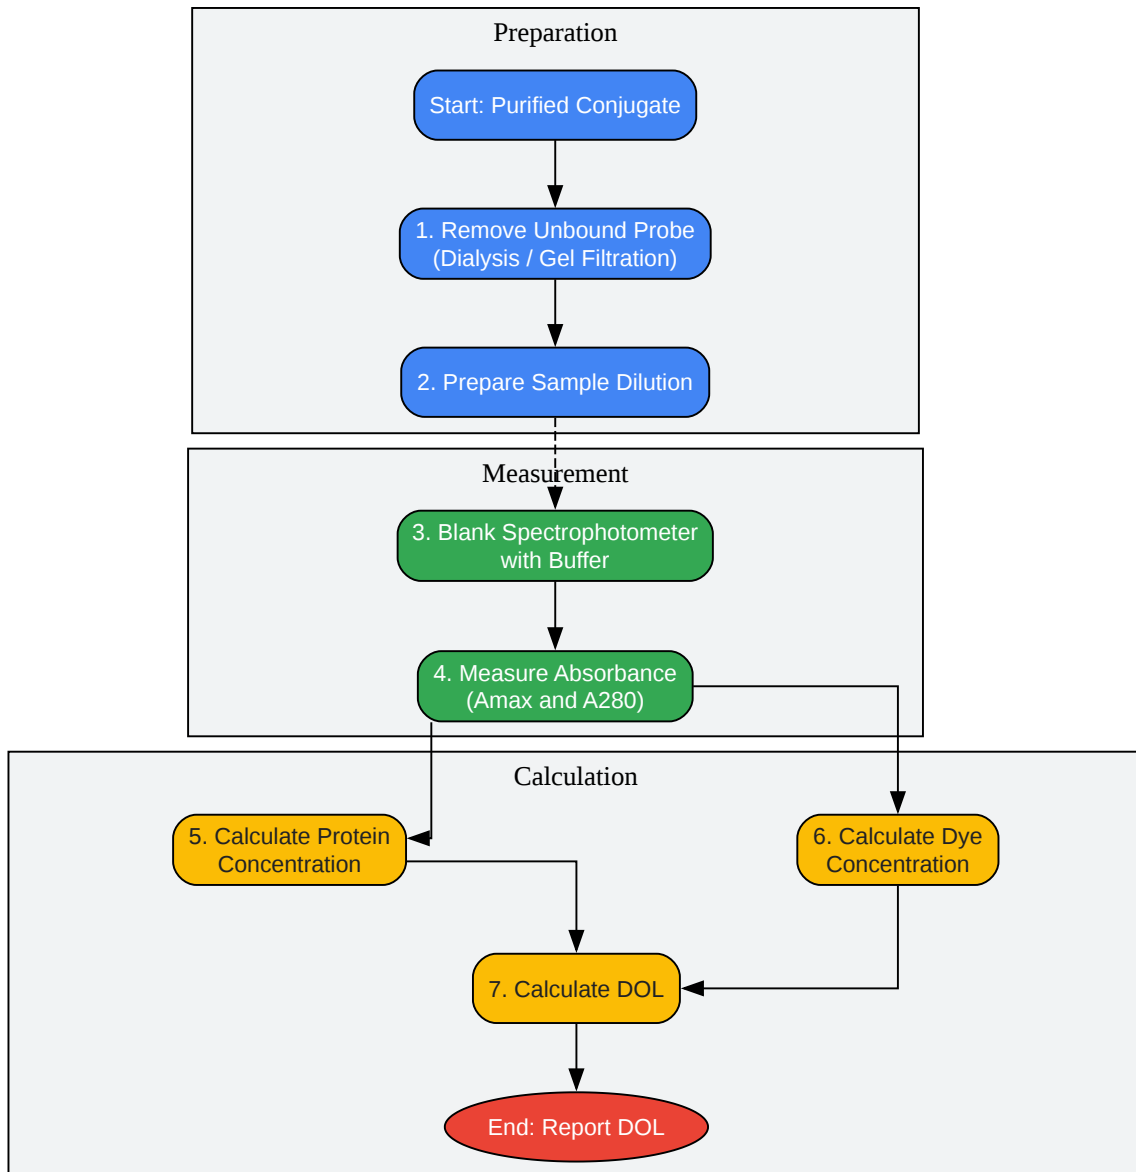 Preparation
Start: Purified Conjugate
1. Remove Unbound Probe
(Dialysis / Gel Filtration)
2. Prepare Sample Dilution
Measurement
3. Blank Spectrophotometer
with Buffer
4. Measure Absorbance
(Amax and A280)
Calculation
5. Calculate Protein
Concentration
6. Calculate Dye
Concentration
7. Calculate DOL
End: Report DOL